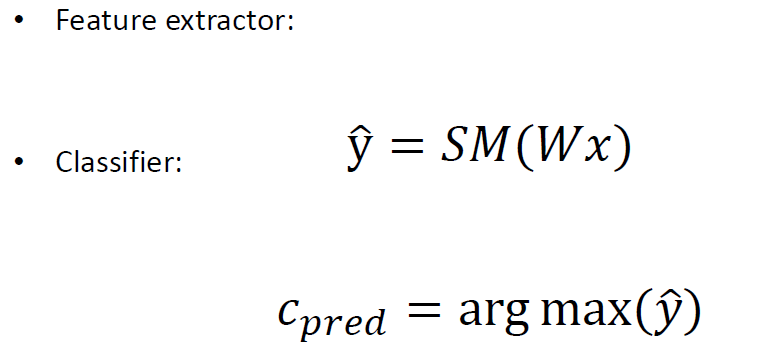 • Feature extractor:
ŷ = SM(Wx)
• Classifier:
c_pred = arg max(ŷ)